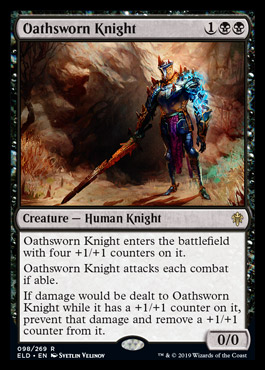 Oathsworn Knight 1
Creature — Human Knight
Oathsworn Knight enters the battlefield
with four +1/+1 counters on it.
Oathsworn Knight attacks each combat
if able.
If damage would be dealt to Oathsworn
Knight while it has a +1/+1 counter on it,
prevent that damage and remove a +1/+1
counter from it.
0/0
098/269 R
ELD • EN Svetlin Velinov
™ & © 2019 Wizards of the Coast